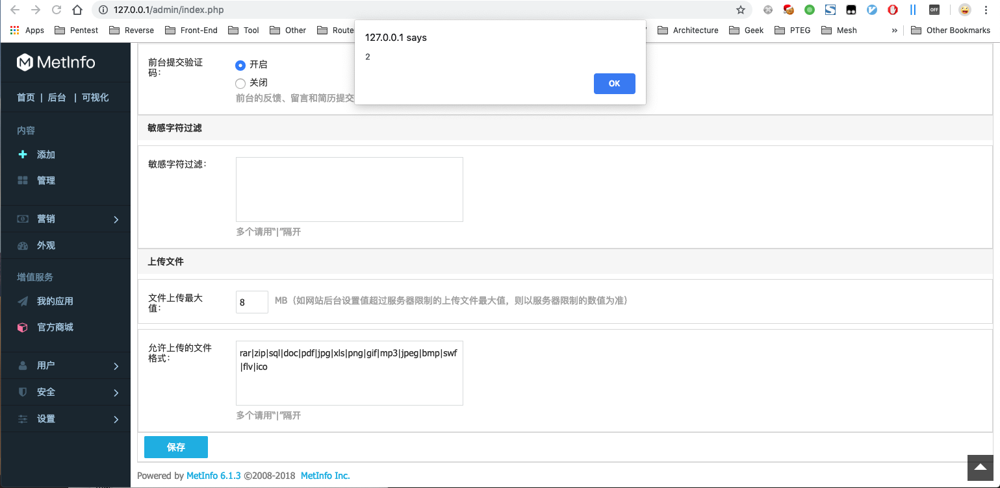 127.0.0.1/admin/index.php
OFF
Apps Pentest Reverse Front-End Tool Other Route Architecture Geek PTEG Mesh » Other Bookmarks
127.0.0.1 says
2
OK
MetInfo
首页 | 后台 | 可视化
内容
添加
管理
营销
外观
增值服务
我的应用
官方商城
用户
安全
设置
前台提交验证
码：
开启
关闭
前台的反馈、留言和简历提交
敏感字符过滤
敏感字符过滤：
多个请用“|”隔开
上传文件
文件上传最大
值：
8
MB（如网站后台设置值超过服务器限制的上传文件最大值，则以服务器限制的数值为准）
允许上传的文件
格式：
rar|zip|sql|doc|pdf|jpg|xls|png|gif|mp3|jpeg|bmp|swf
|flv|ico
多个请用“|”隔开
保存
Powered by MetInfo 6.1.3 ©2008-2018 MetInfo Inc.